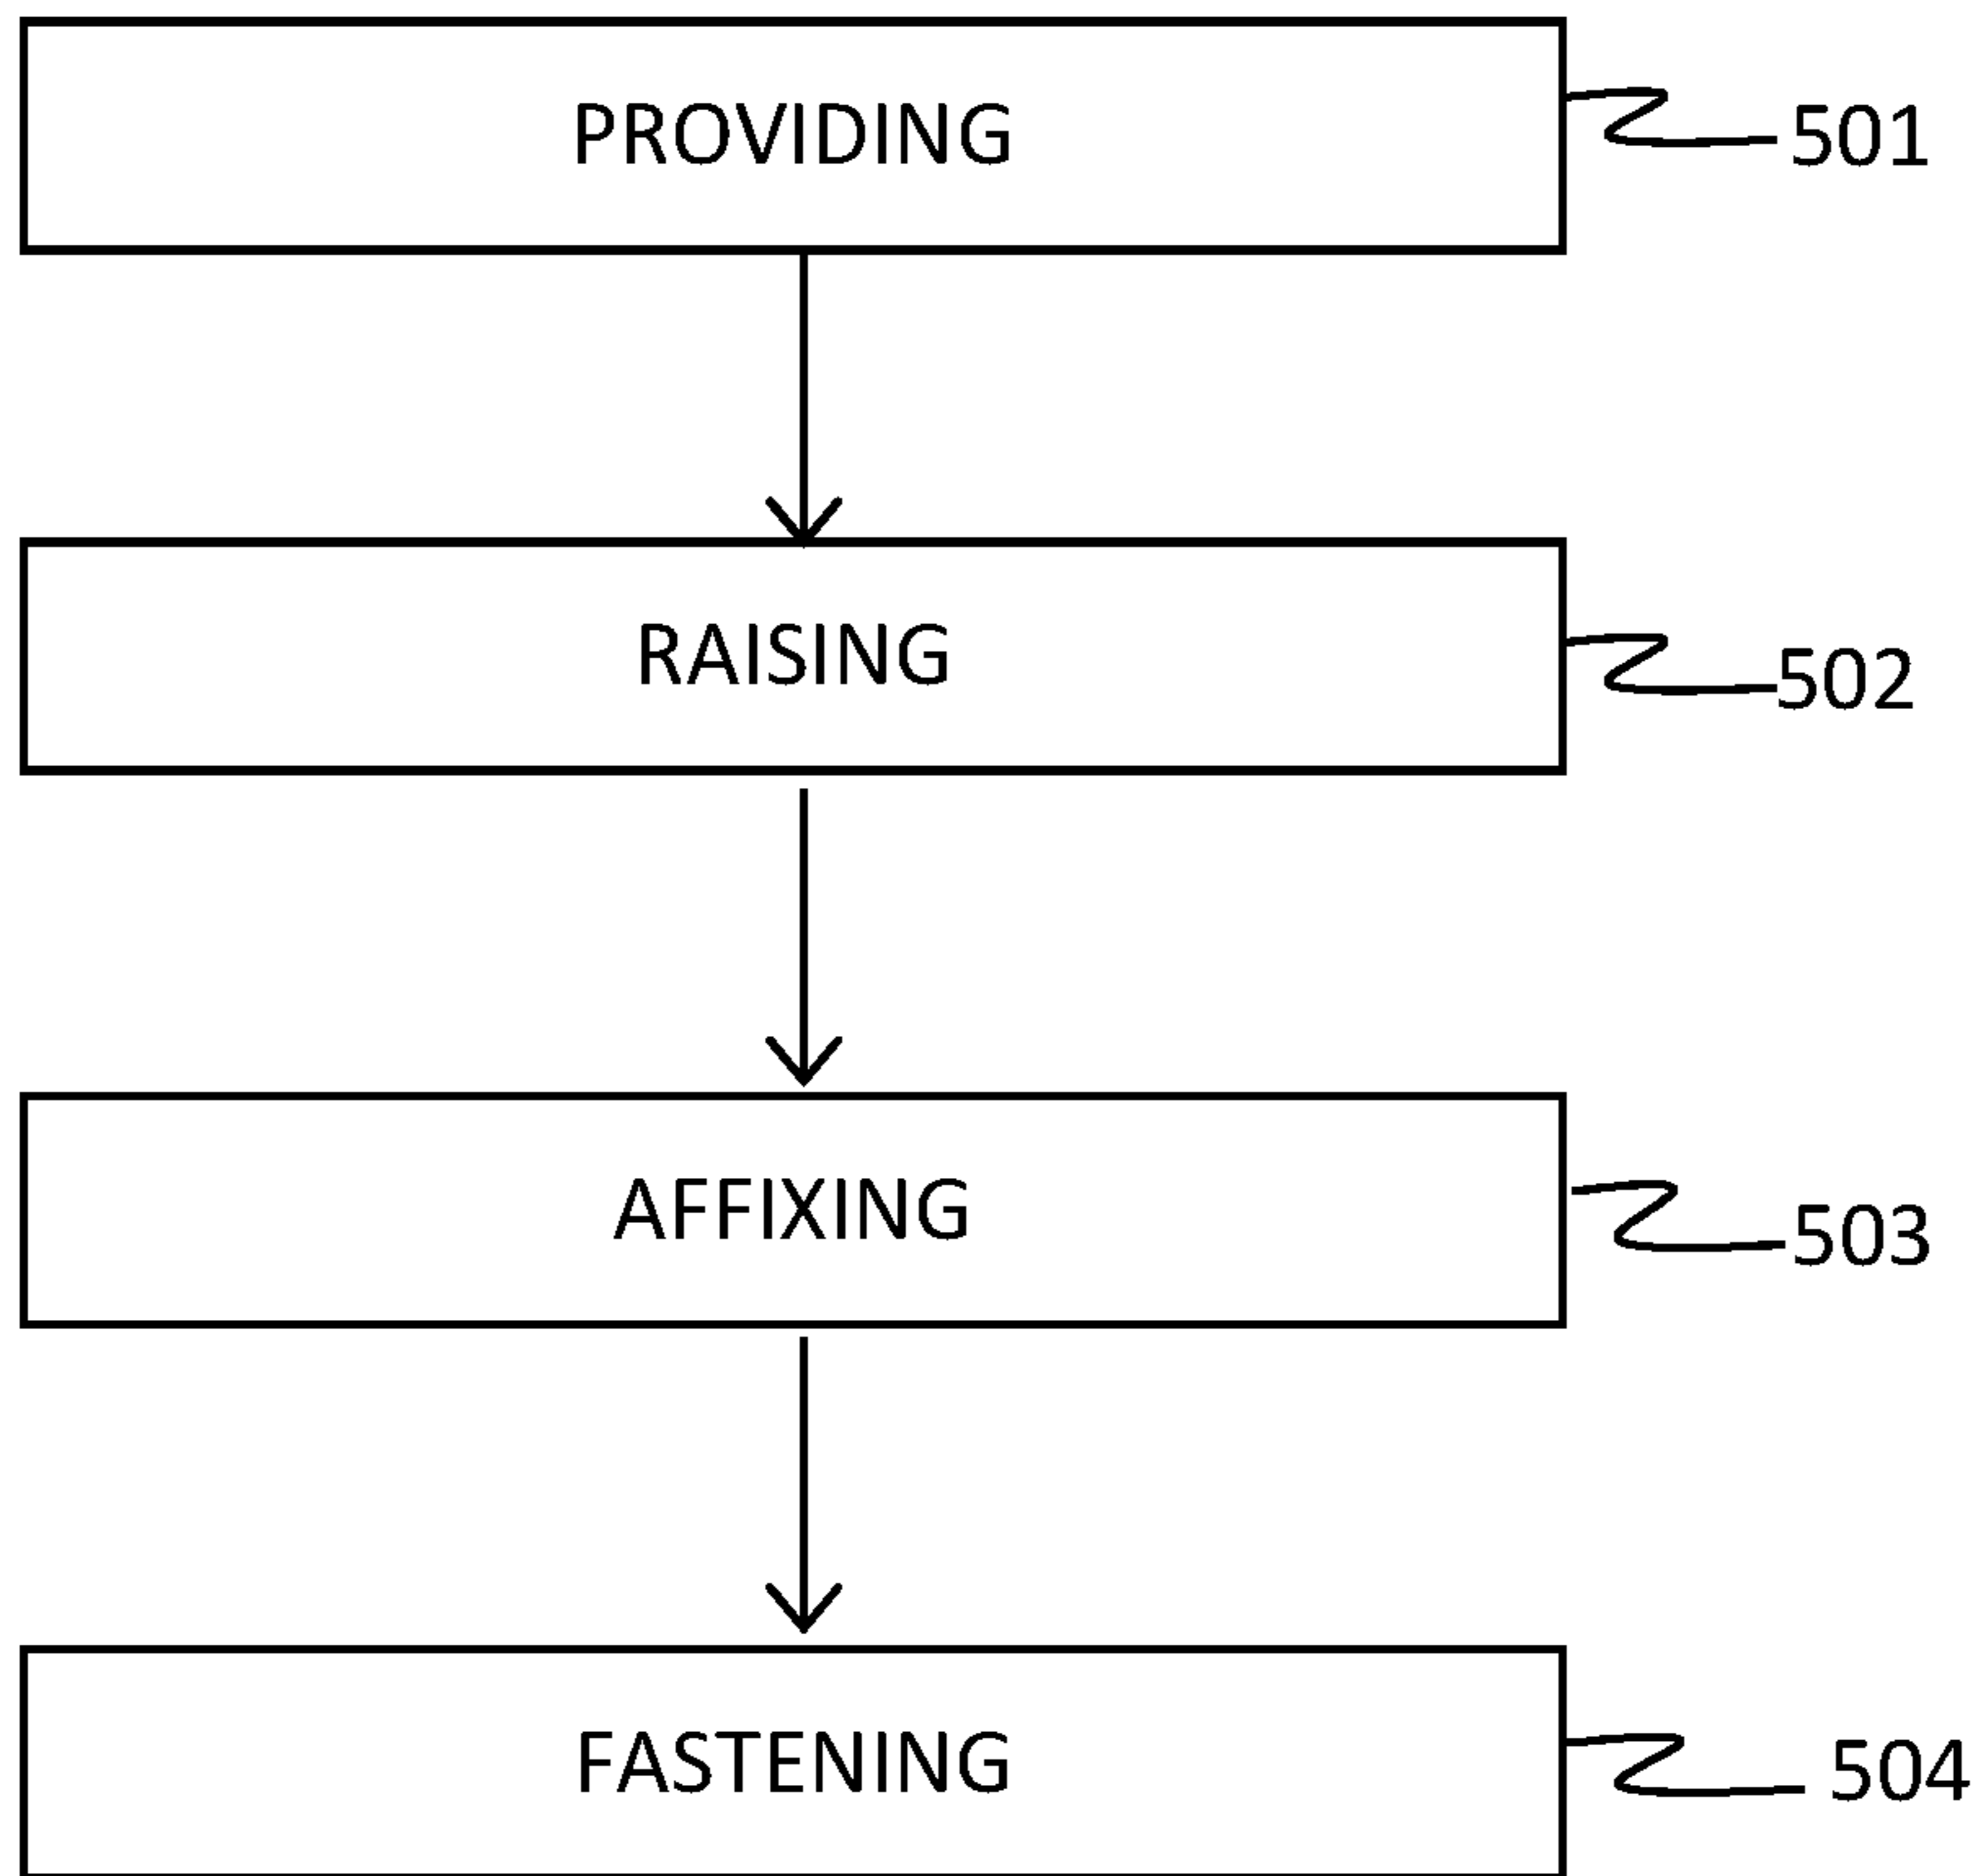 PROVIDING
501
RAISING
502
AFFIXING
503
FASTENING
504